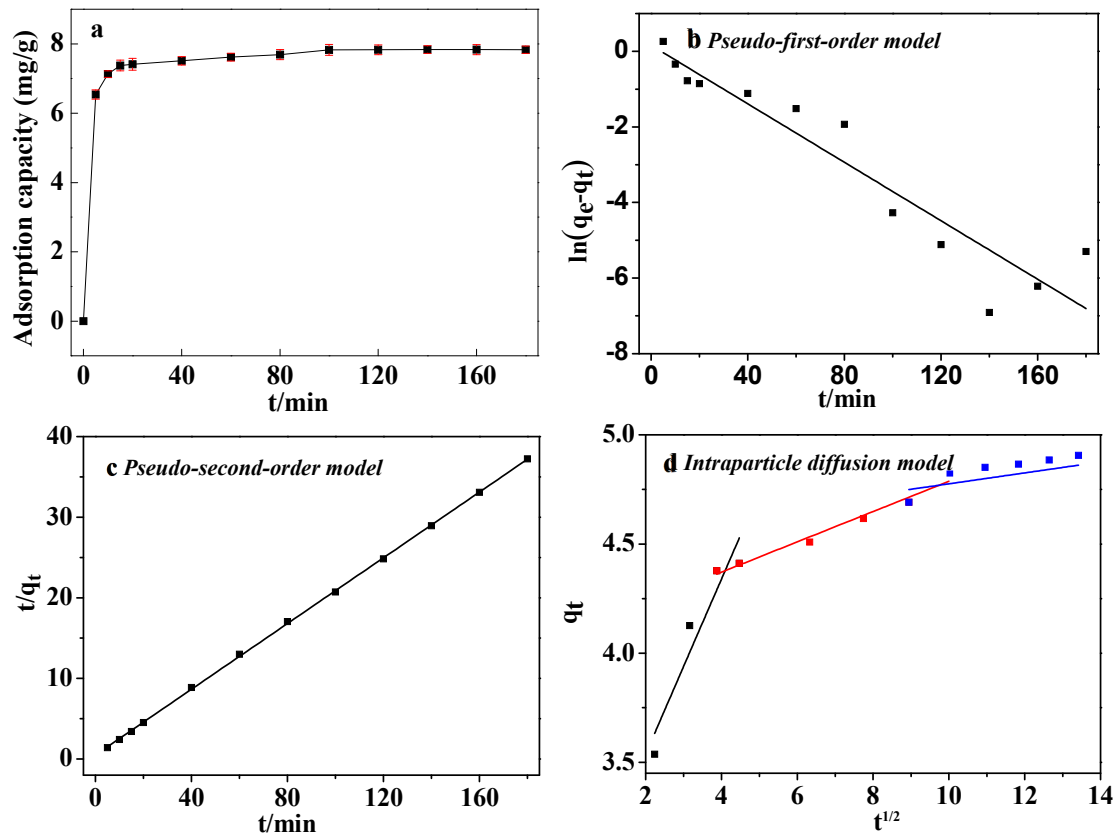 a
Adsorption capacity (mg/g)
8
6
4
2
0
0 40 80 120 160
t/min
b Pseudo-first-order model
ln(qe-qt)
0
-2
-4
-6
-8
0 40 80 120 160
t/min
c Pseudo-second-order model
t/qt
40
30
20
10
0
0 40 80 120 160
t/min
d Intraparticle diffusion model
qt
5.0
4.5
4.0
3.5
2 4 6 8 10 12 14
t1/2